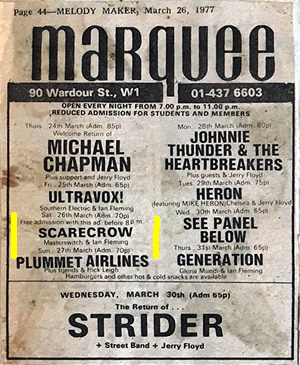 Page 44—MELODY MAKER, March 26, 1977
marquee
90 Wardour St., W1 01-437 6603
OPEN EVERY NIGHT FROM 7.00 p.m. to 11.00 p.m.
REDUCED ADMISSION FOR STUDENTS AND MEMBERS
Thurs. 24th March (Adm. 85p)
Welcome Return of
MICHAEL
CHAPMAN
Plus support and Jerry Floyd
Fri. 25th March (Adm. 65p)
ULTRAVOX!
Southern Electric & Ian Fleming
Sat. 26th March (Adm. 70p)
Free admission with this ad. before 8 p.m.
SCARECROW
Masterswitch & Ian Fleming
Sun. 27th March (Adm. 70p)
PLUMMET AIRLINES
Plus friends & Nick Leigh
Mon. 28th March (Adm. 80p)
JOHNNIE
THUNDER & THE
HEARTBREAKERS
Plus guests & Jerry Floyd
Tues. 29th March (Adm. 75p)
HERON
featuring MIKE HERON, Chelsea & Jerry Floyd
Wed. 30th March (Adm. 65p)
SEE PANEL
BELOW
Thurs. 31st March (Adm. 65p)
GENERATION
Gloria Mundi & Ian Fleming
Hamburgers and other hot & cold snacks are available
WEDNESDAY, MARCH 30th (Adm 65p)
The Return of . . .
STRIDER
+ Street Band + Jerry Floyd